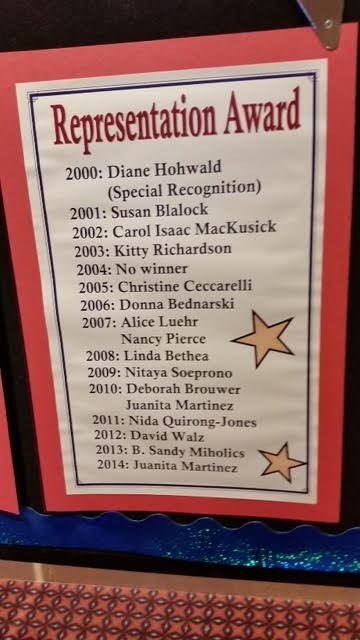 Representation Award
2000: Diane Hohwald
(Special Recognition)
2001: Susan Blalock
2002: Carol Isaac MacKusick
2003: Kitty Richardson
2004: No winner
2005: Christine Ceccarelli
2006: Donna Bednarski
2007: Alice Luehr
Nancy Pierce
2008: Linda Bethea
2009: Nitaya Soeprono
2010: Deborah Brouwer
Juanita Martinez
2011: Nida Quirong-Jones
2012: David Walz
2013: B. Sandy Miholics
2014: Juanita Martinez